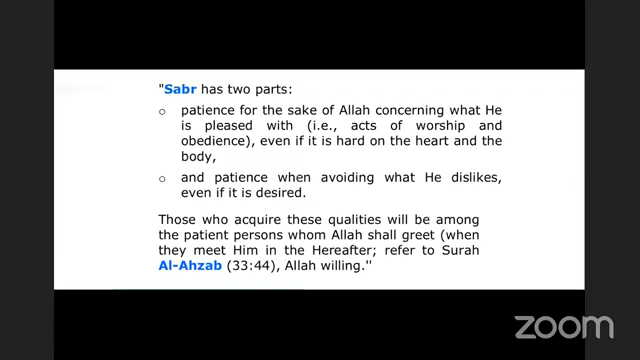 "Sabr has two parts:
o patience for the sake of Allah concerning what He
is pleased with (i.e., acts of worship and
obedience), even if it is hard on the heart and the
body,
o and patience when avoiding what He dislikes,
even if it is desired.
Those who acquire these qualities will be among
the patient persons whom Allah shall greet (when
they meet Him in the Hereafter; refer to Surah
Al-Ahzab (33:44), Allah willing."
zoom